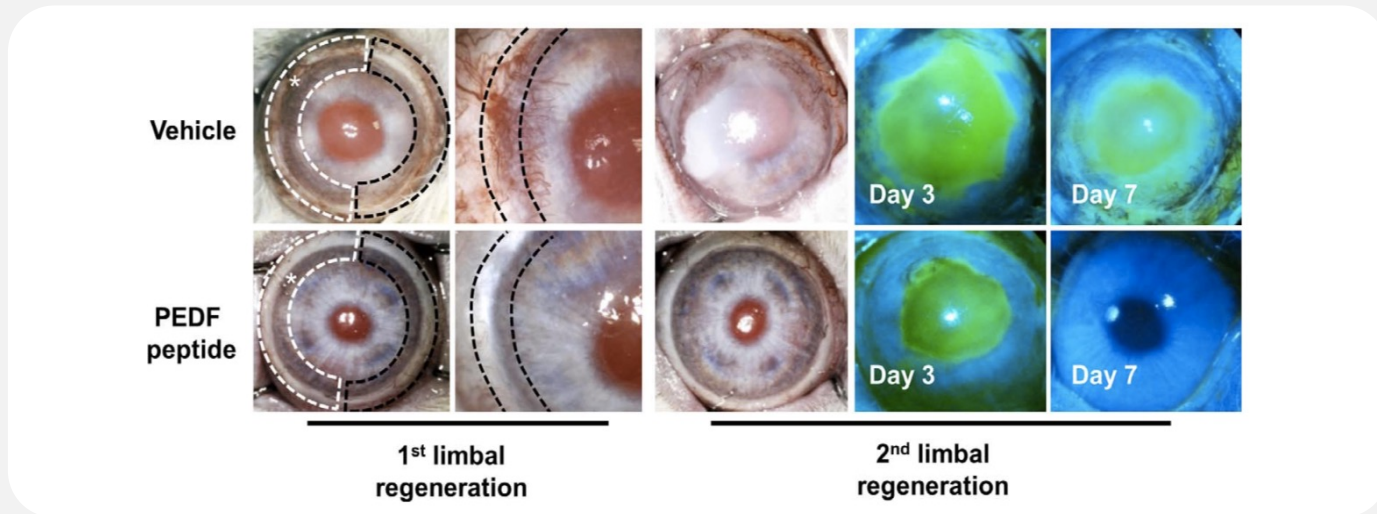 Vehicle
*
Day 3
Day 7
PEDF
peptide
*
Day 3
Day 7
1st limbal
regeneration
2nd limbal
regeneration